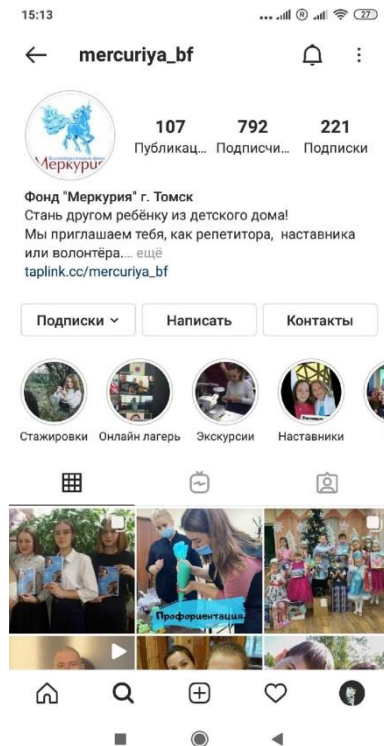 15:13
27
mercuriya_bf
Меркурия
107 792 221
Публикац... Подписчи... Подписки
Фонд "Меркурия" г. Томск
Стань другом ребёнку из детского дома!
Мы приглашаем тебя, как репетитора, наставника
или волонтёра.... ещё
taplink.cc/mercuriya_bf
Подписки Написать Контакты
Стажировки Онлайн лагерь Экскурсии Наставники
Профориентация